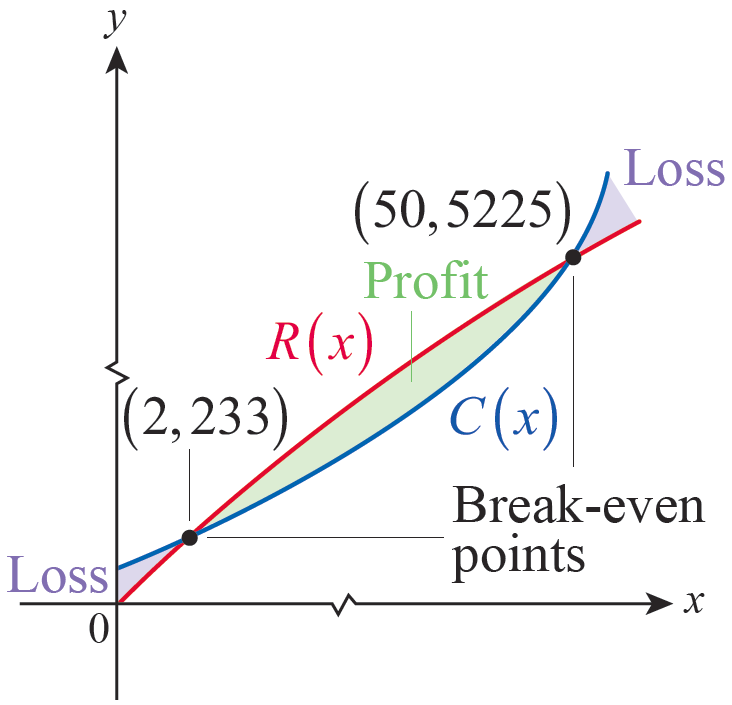 y
Loss
(50, 5225)
Profit
R(x)
(2, 233)
C(x)
Break-even
points
Loss
x
0